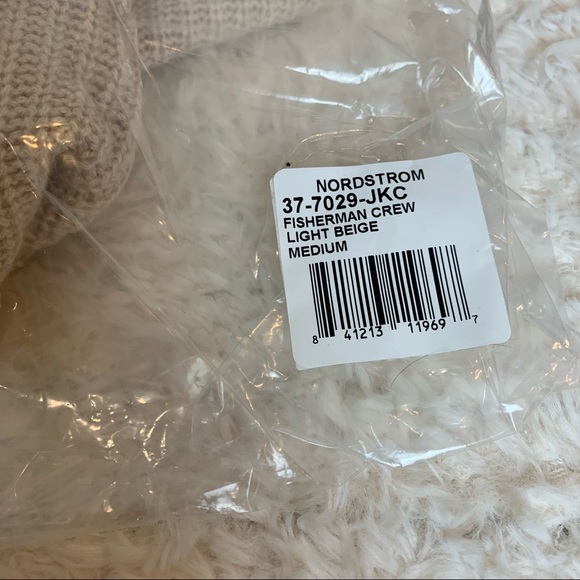 NORDSTROM
37-7029-JKC
FISHERMAN CREW
LIGHT BEIGE
MEDIUM
8 41213 11969 7